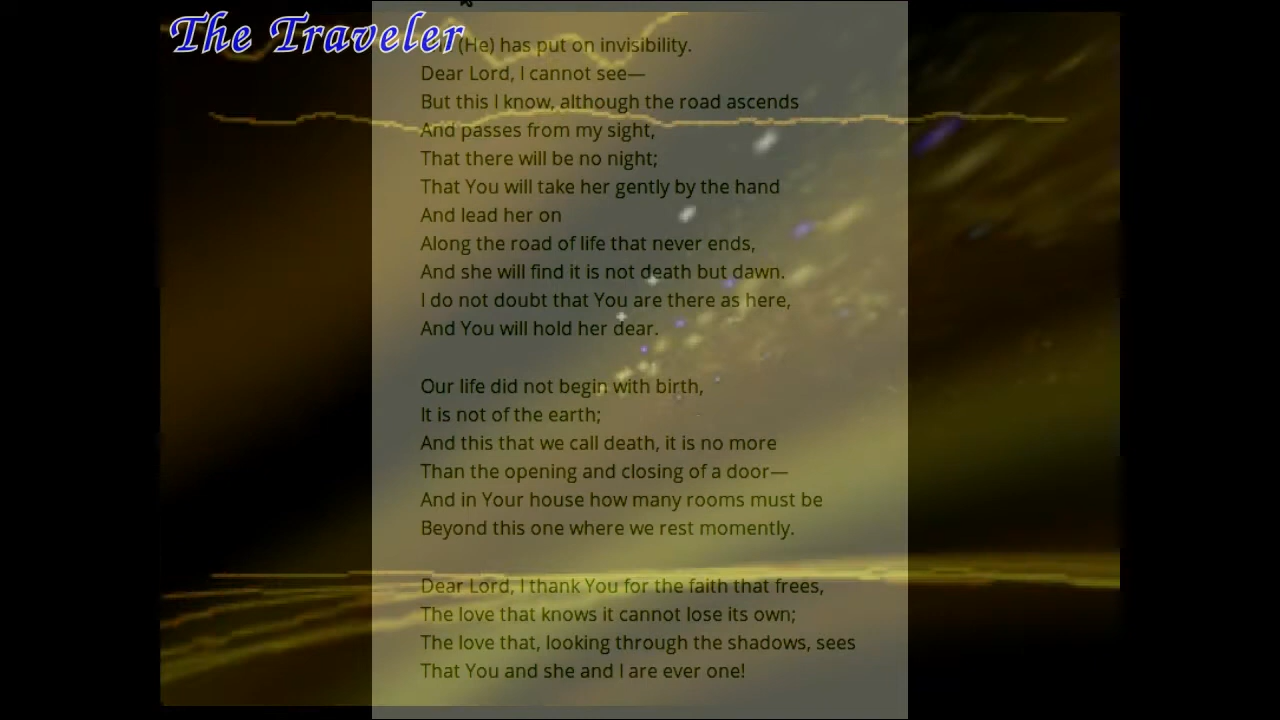 The Traveler
(He) has put on invisibility.
Dear Lord, I cannot see—
But this I know, although the road ascends
And passes from my sight,
That there will be no night;
That You will take her gently by the hand
And lead her on
Along the road of life that never ends,
And she will find it is not death but dawn.
I do not doubt that You are there as here,
And You will hold her dear.

Our life did not begin with birth,
It is not of the earth;
And this that we call death, it is no more
Than the opening and closing of a door—
And in Your house how many rooms must be
Beyond this one where we rest momently.

Dear Lord, I thank You for the faith that frees,
The love that knows it cannot lose its own;
The love that, looking through the shadows, sees
That You and she and I are ever one!